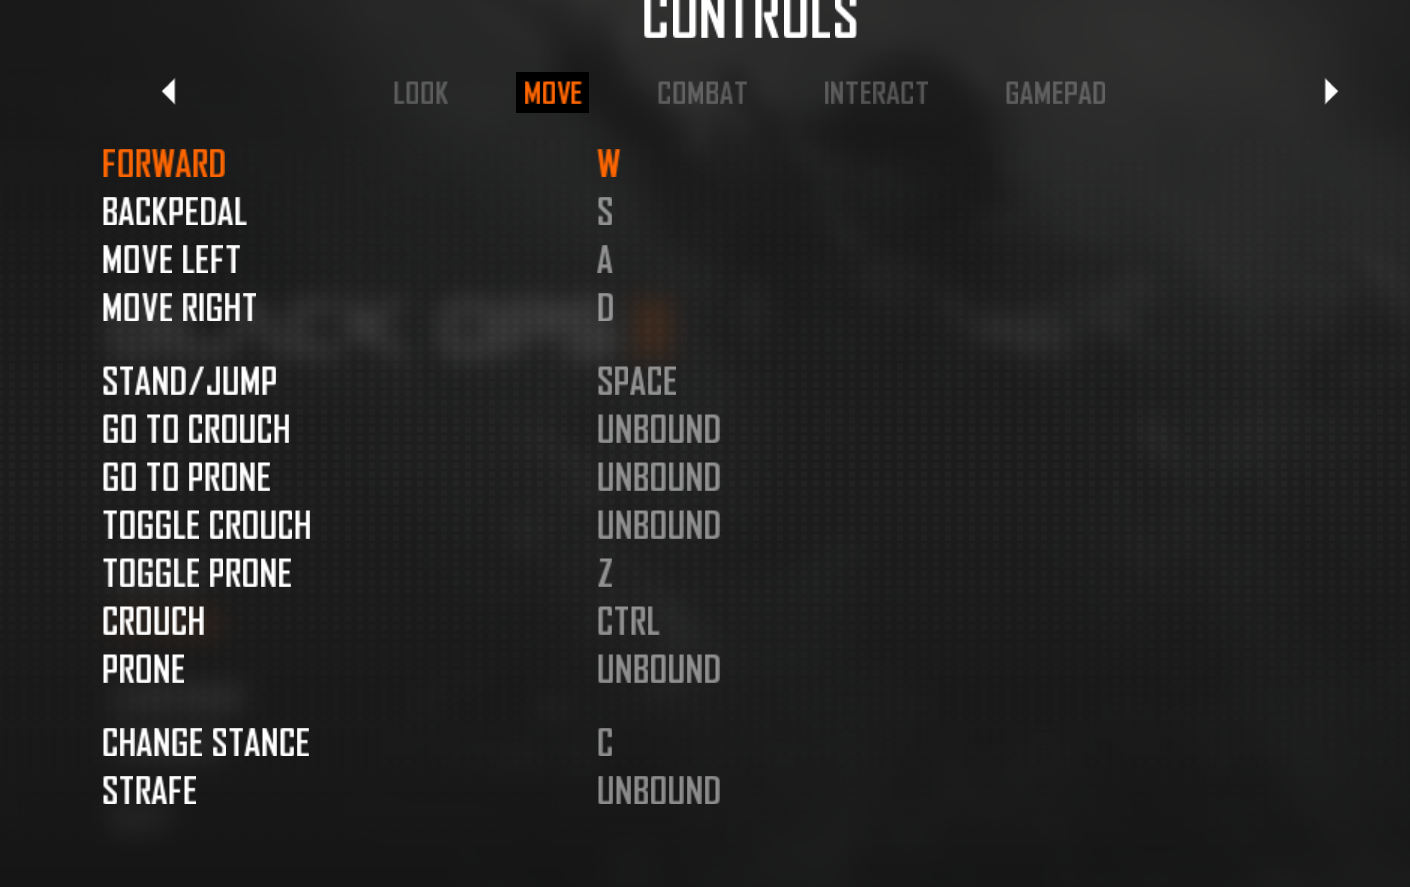 CONTROLS
LOOK MOVE COMBAT INTERACT GAMEPAD
FORWARD W
BACKPEDAL S
MOVE LEFT A
MOVE RIGHT D
STAND/JUMP SPACE
GO TO CROUCH UNBOUND
GO TO PRONE UNBOUND
TOGGLE CROUCH UNBOUND
TOGGLE PRONE Z
CROUCH CTRL
PRONE UNBOUND
CHANGE STANCE C
STRAFE UNBOUND